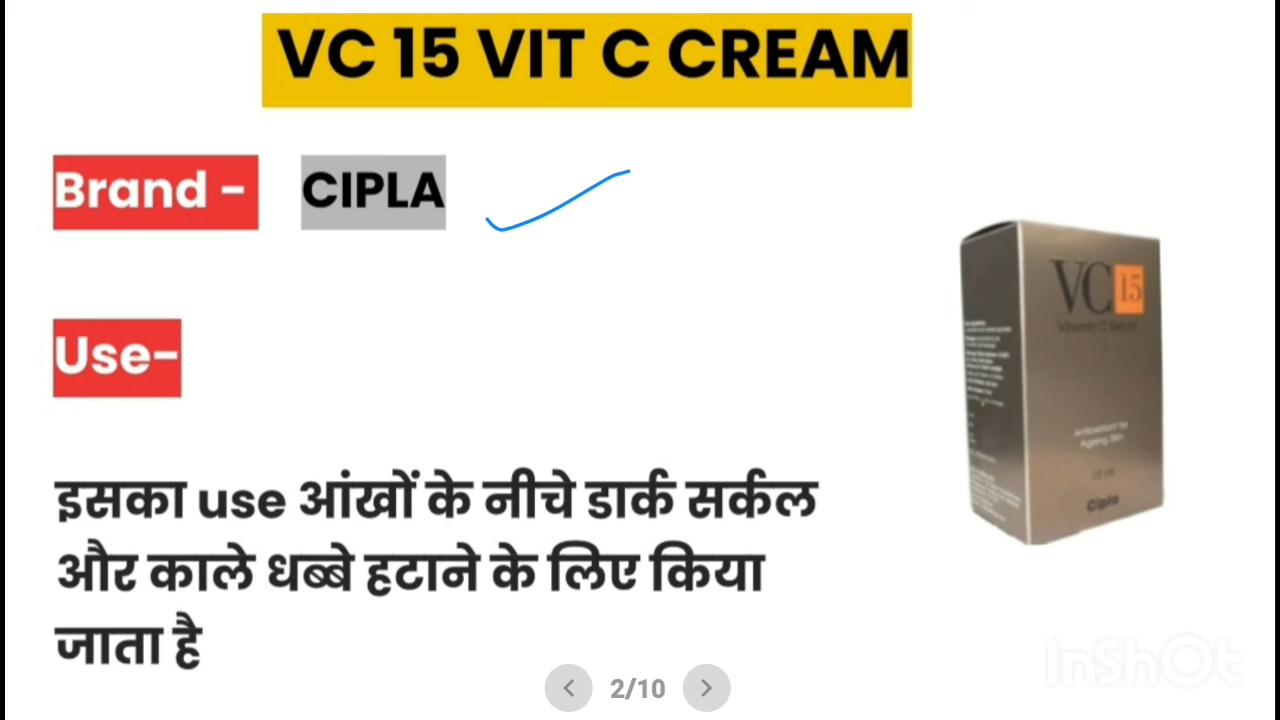 VC 15 VIT C CREAM
Brand -
CIPLA
Use-
इसका use आंखों के नीचे डार्क सर्कल
और काले धब्बे हटाने के लिए किया
जाता है
VC 15
Vitamin C Serum
Antioxidant for
Ageing Skin
15 ml
Cipla
2/10
InShOt